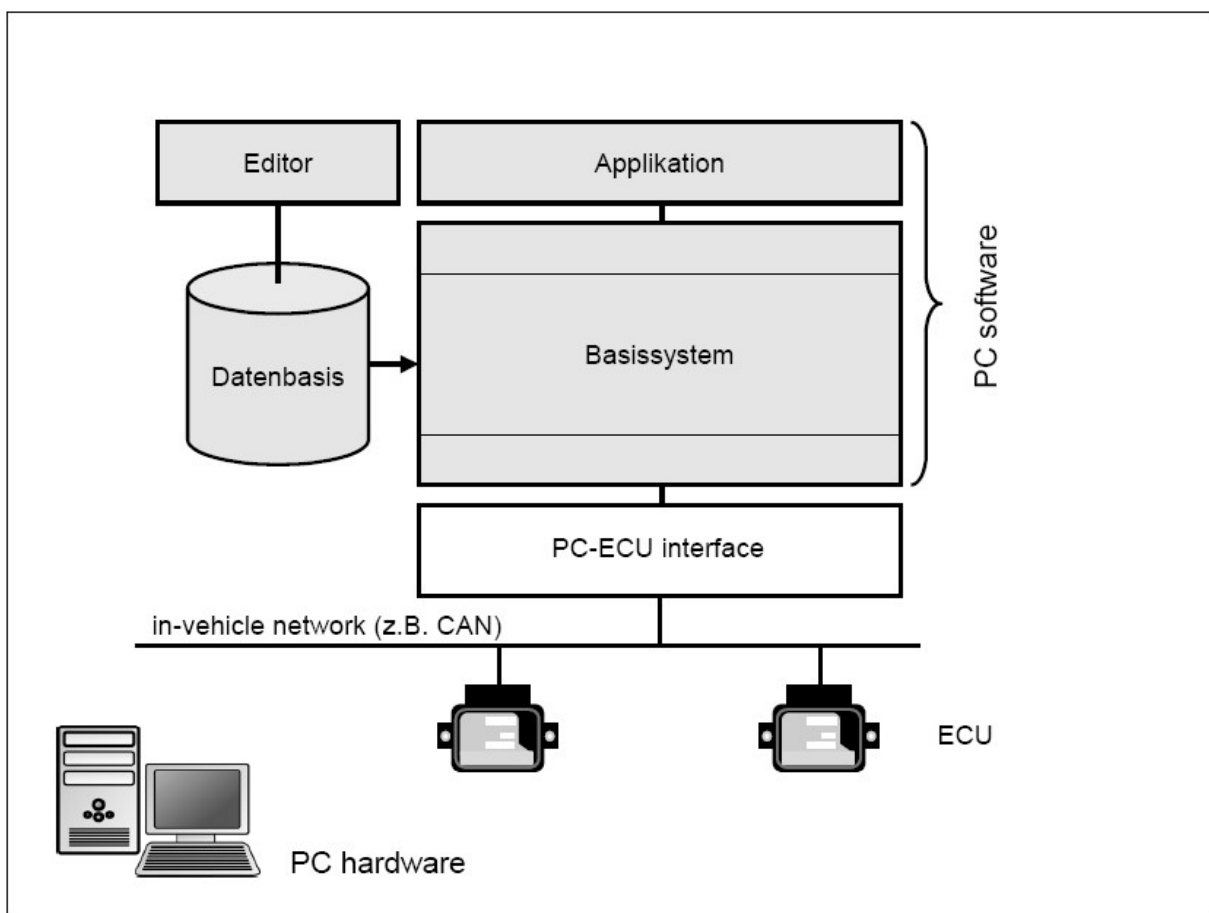 Editor
Applikation
Datenbasis
Basissystem
PC software
PC-ECU interface
in-vehicle network (z.B. CAN)
ECU
PC hardware